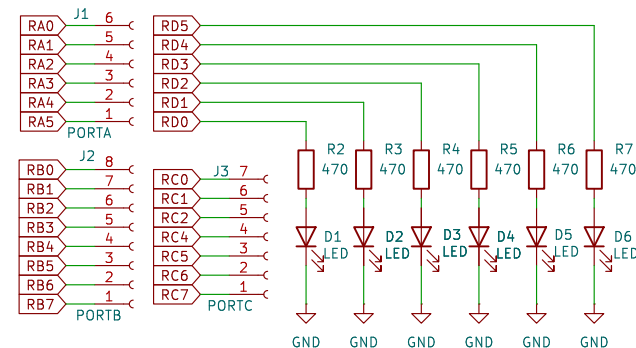 J1
RA0 6
RA1 5
RA2 4
RA3 3
RA4 2
RA5 1
PORTA
RD5
RD4
RD3
RD2
RD1
RD0
J2
RB0 8
RB1 7
RB2 6
RB3 5
RB4 4
RB5 3
RB6 2
RB7 1
PORTB
J3
RC0 7
RC1 6
RC2 5
RC4 4
RC5 3
RC6 2
RC7 1
PORTC
R2 R3 R4 R5 R6 R7
470 470 470 470 470 470
D1 D2 D3 D4 D5 D6
LED LED LED LED LED LED
GND GND GND GND GND GND